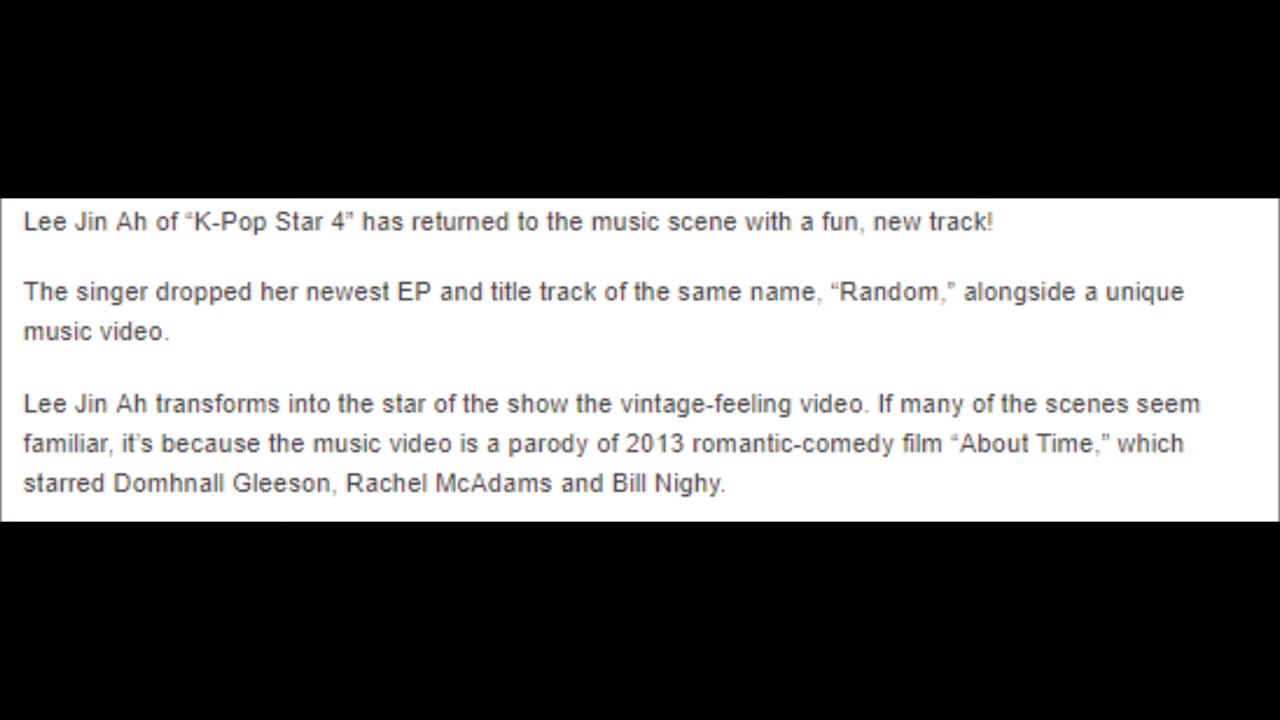 Lee Jin Ah of “K-Pop Star 4” has returned to the music scene with a fun, new track!
The singer dropped her newest EP and title track of the same name, “Random,” alongside a unique
music video.
Lee Jin Ah transforms into the star of the show the vintage-feeling video. If many of the scenes seem
familiar, it’s because the music video is a parody of 2013 romantic-comedy film “About Time,” which
starred Domhnall Gleeson, Rachel McAdams and Bill Nighy.